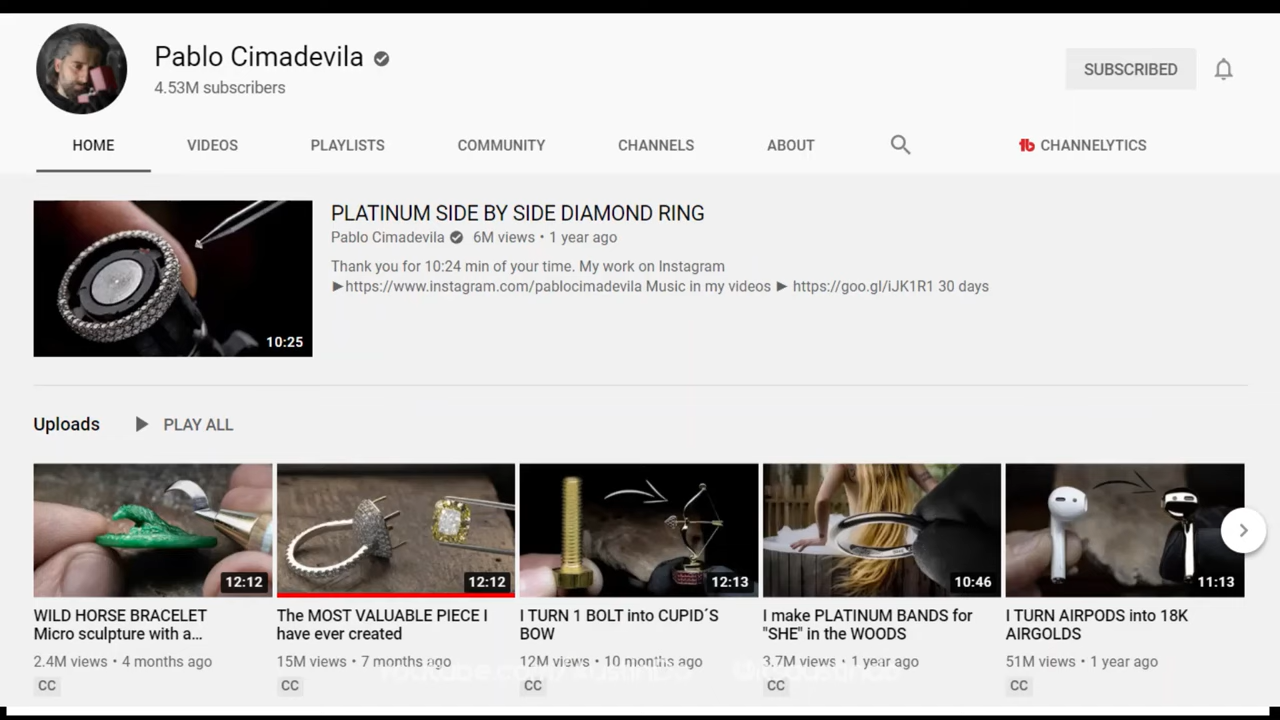 Pablo Cimadevila
4.53M subscribers
SUBSCRIBED
HOME VIDEOS PLAYLISTS COMMUNITY CHANNELS ABOUT CHANNELYTICS
PLATINUM SIDE BY SIDE DIAMOND RING
Pablo Cimadevila 6M views • 1 year ago
Thank you for 10:24 min of your time. My work on Instagram
►https://www.instagram.com/pablocimadevila Music in my videos ► https://goo.gl/iJK1R1 30 days
10:25
Uploads PLAY ALL
12:12
WILD HORSE BRACELET
Micro sculpture with a...
2.4M views • 4 months ago
CC
12:12
The MOST VALUABLE PIECE I
have ever created
15M views • 7 months ago
CC
12:13
I TURN 1 BOLT into CUPID´S
BOW
12M views • 10 months ago
CC
10:46
I make PLATINUM BANDS for
"SHE" in the WOODS
3.7M views • 1 year ago
CC
11:13
I TURN AIRPODS into 18K
AIRGOLDS
51M views • 1 year ago
CC